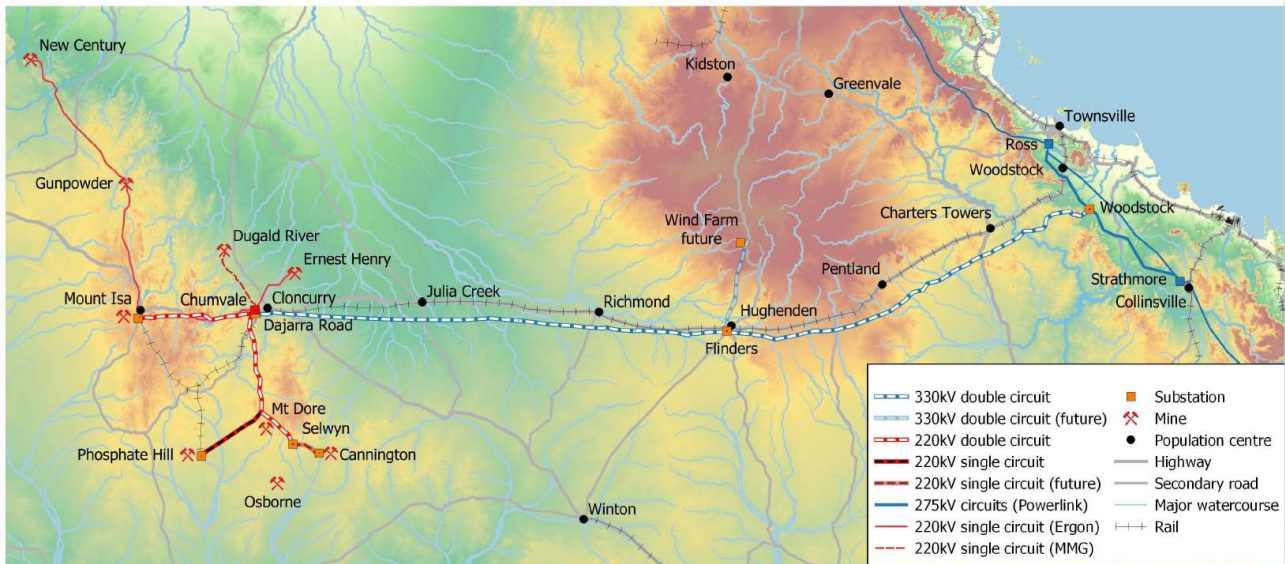 New Century
Kidston
Greenvale
Townsville
Ross
Woodstock
Gunpowder
Woodstock
Charters Towers
Wind Farm
future
Dugald River
Ernest Henry
Pentland
Strathmore
Collinsville
Mount Isa
Chumvale
Cloncurry
Julia Creek
Richmond
Hughenden
Dajarra Road
Flinders
Mt Dore
Selwyn
Phosphate Hill
Cannington
Osborne
Winton
330kV double circuit
330kV double circuit (future)
220kV double circuit
220kV single circuit
220kV single circuit (future)
275kV circuits (Powerlink)
220kV single circuit (Ergon)
220kV single circuit (MMG)
Substation
Mine
Population centre
Highway
Secondary road
Major watercourse
Rail